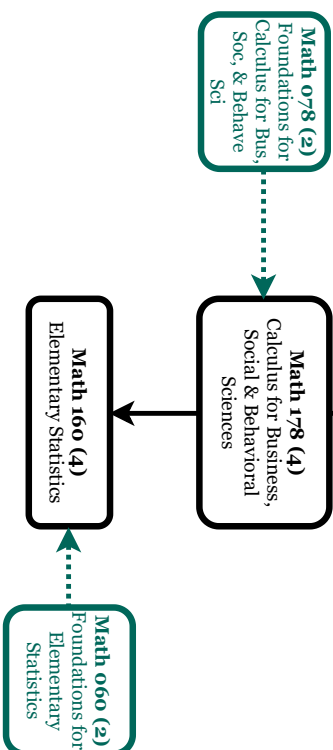 Math 078 (2)
Foundations for
Calculus for Bus,
Soc, & Behave
Sci
Math 178 (4)
Calculus for Business,
Social & Behavioral
Sciences
Math 160 (4)
Elementary Statistics
Math 060 (2)
Foundations for
Elementary
Statistics